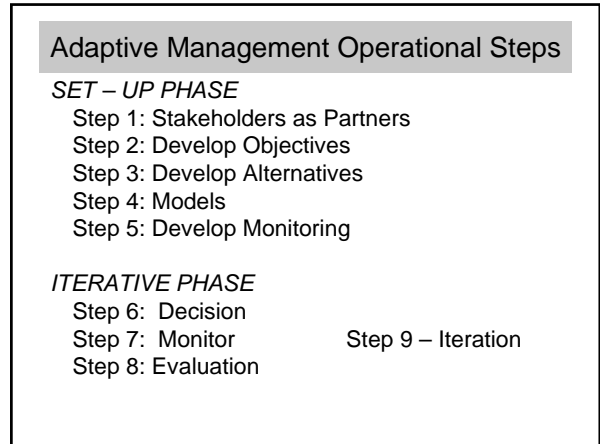 Adaptive Management Operational Steps
SET – UP PHASE
Step 1: Stakeholders as Partners
Step 2: Develop Objectives
Step 3: Develop Alternatives
Step 4: Models
Step 5: Develop Monitoring
ITERATIVE PHASE
Step 6: Decision
Step 7: Monitor Step 9 – Iteration
Step 8: Evaluation